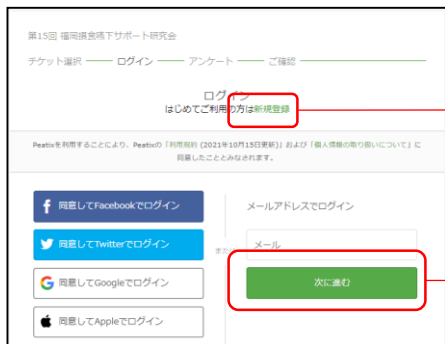 第15回 福岡摂食嚥下サポート研究会
チケット選択 ログイン アンケート ご確認
ログイン
はじめてご利用の方は新規登録
Peatixを利用することにより、Peatixの「利用規約 (2021年10月15日更新)」および「個人情報の取り扱いについて」に
同意したこととみなされます。
同意してFacebookでログイン
同意してTwitterでログイン
同意してGoogleでログイン
同意してAppleでログイン
または
メールアドレスでログイン
メール
次に進む